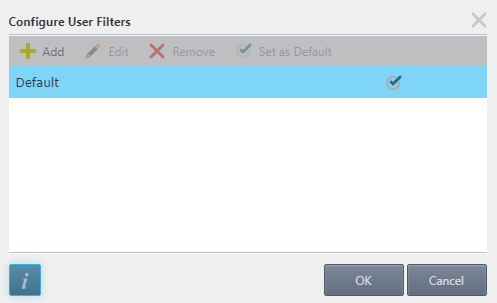 Configure User Filters
Add Edit Remove Set as Default
Default
i OK Cancel